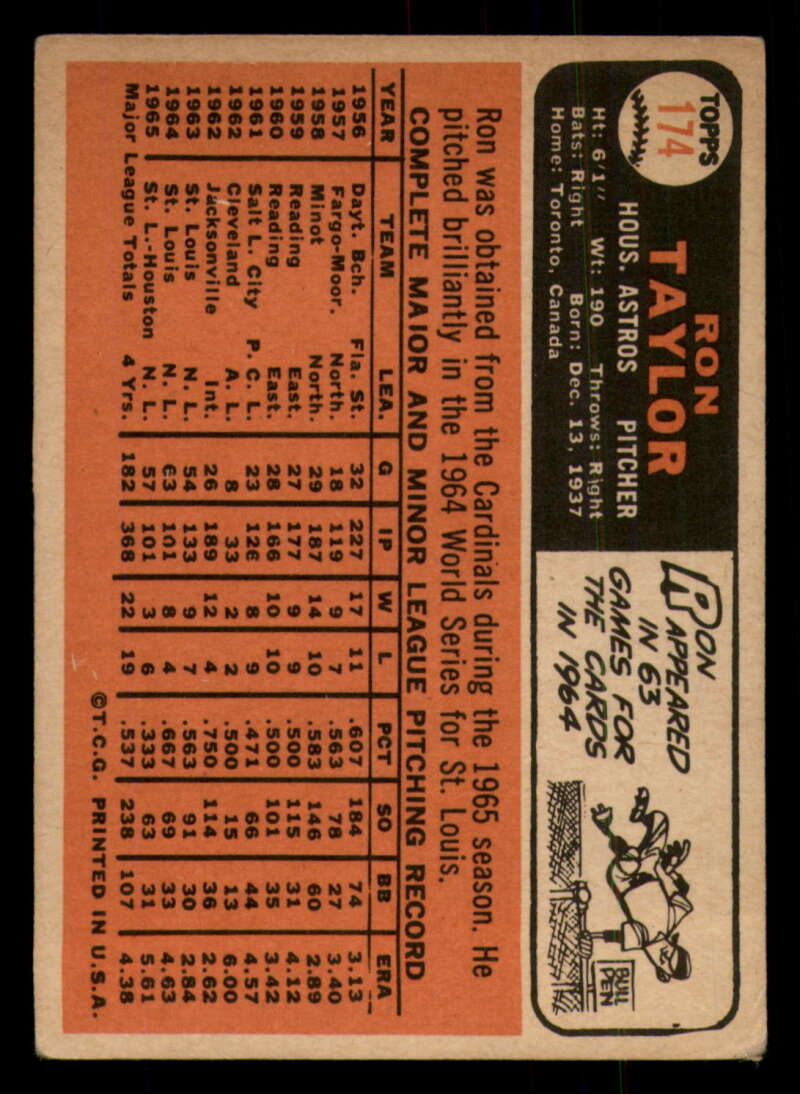 TOPPS
174
RON
TAYLOR
HOUS. ASTROS PITCHER
Ht: 6'1" Wt: 190 Throws: Right
Bats: Right Born: Dec. 13, 1937
Home: Toronto, Canada
RON
APPEARED
IN 63
GAMES FOR
THE CARDS
IN 1964
BULL
PEN
Ron was obtained from the Cardinals during the 1965 season. He
pitched brilliantly in the 1964 World Series for St. Louis.
COMPLETE MAJOR AND MINOR LEAGUE PITCHING RECORD
YEAR TEAM LEA. G IP W L PCT SO BB ERA
1956 Dayt. Bch. Fla. St. 32 227 17 11 .607 184 74 3.13
1957 Fargo-Moor. North. 18 119 9 7 .563 78 27 3.40
1958 Minot North. 29 187 14 10 .583 146 60 2.89
1959 Reading East. 27 177 9 9 .500 115 31 4.12
1960 Reading East. 28 166 10 10 .500 101 35 3.42
1961 Salt L. City P. C. L. 23 126 8 9 .471 66 44 4.57
1962 Cleveland A. L. 8 33 2 2 .500 15 13 6.00
1962 Jacksonville Int. 26 189 12 4 .750 114 36 2.62
1963 St. Louis N. L. 54 133 9 7 .563 91 30 2.84
1964 St. Louis N. L. 63 101 8 4 .667 69 33 4.63
1965 St. L.-Houston N. L. 57 101 3 6 .333 63 31 5.61
Major League Totals 4 Yrs. 182 368 22 19 .537 238 107 4.38
©T.C.G. PRINTED IN U.S.A.